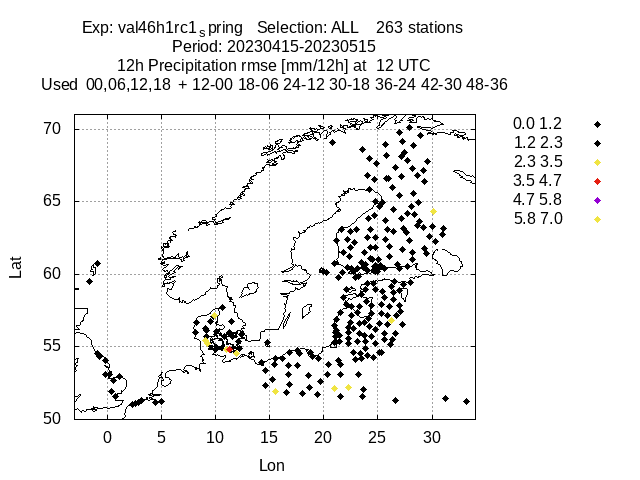 Exp: val46h1rc1spring   Selection: ALL    263 stations
Period: 20230415-20230515
12h Precipitation rmse [mm/12h] at  12 UTC
Used  00,06,12,18  + 12-00 18-06 24-12 30-18 36-24 42-30 48-36
0.0 1.2
1.2 2.3
2.3 3.5
3.5 4.7
4.7 5.8
5.8 7.0
70
65
60
55
50
Lat
0 5 10 15 20 25 30
Lon